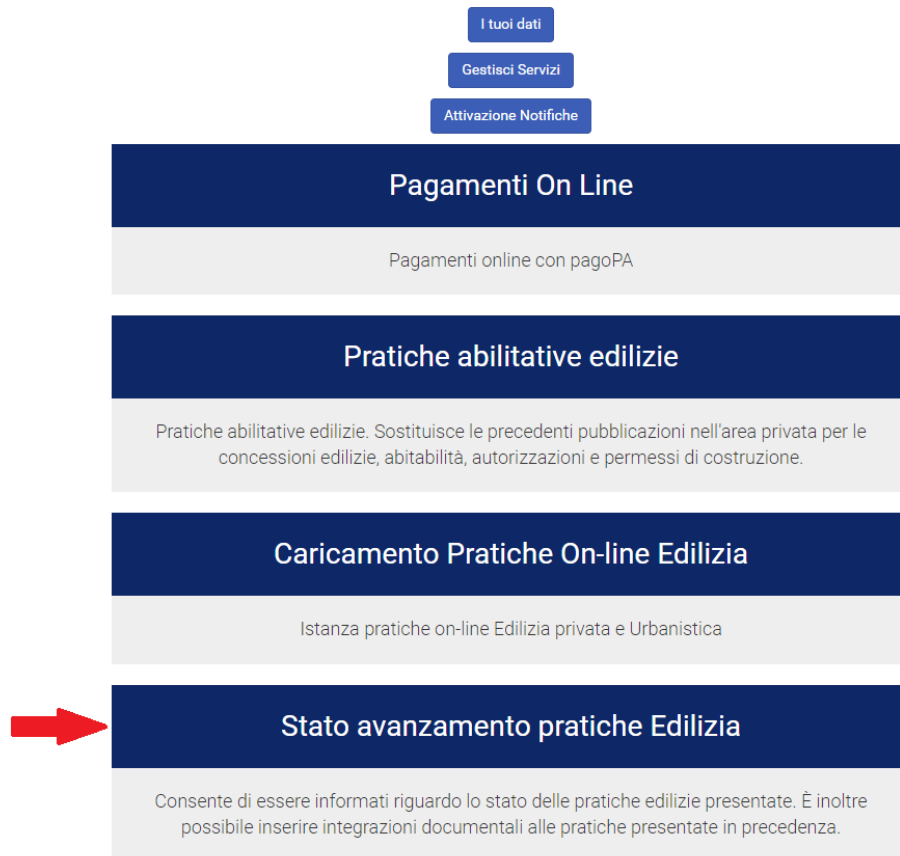 I tuoi dati
Gestisci Servizi
Attivazione Notifiche
Pagamenti On Line
Pagamenti online con pagoPA
Pratiche abilitative edilizie
Pratiche abilitative edilizie. Sostituisce le precedenti pubblicazioni nell'area privata per le
concessioni edilizie, abitabilità, autorizzazioni e permessi di costruzione.
Caricamento Pratiche On-line Edilizia
Istanza pratiche on-line Edilizia privata e Urbanistica
Stato avanzamento pratiche Edilizia
Consente di essere informati riguardo lo stato delle pratiche edilizie presentate. È inoltre
possibile inserire integrazioni documentali alle pratiche presentate in precedenza.